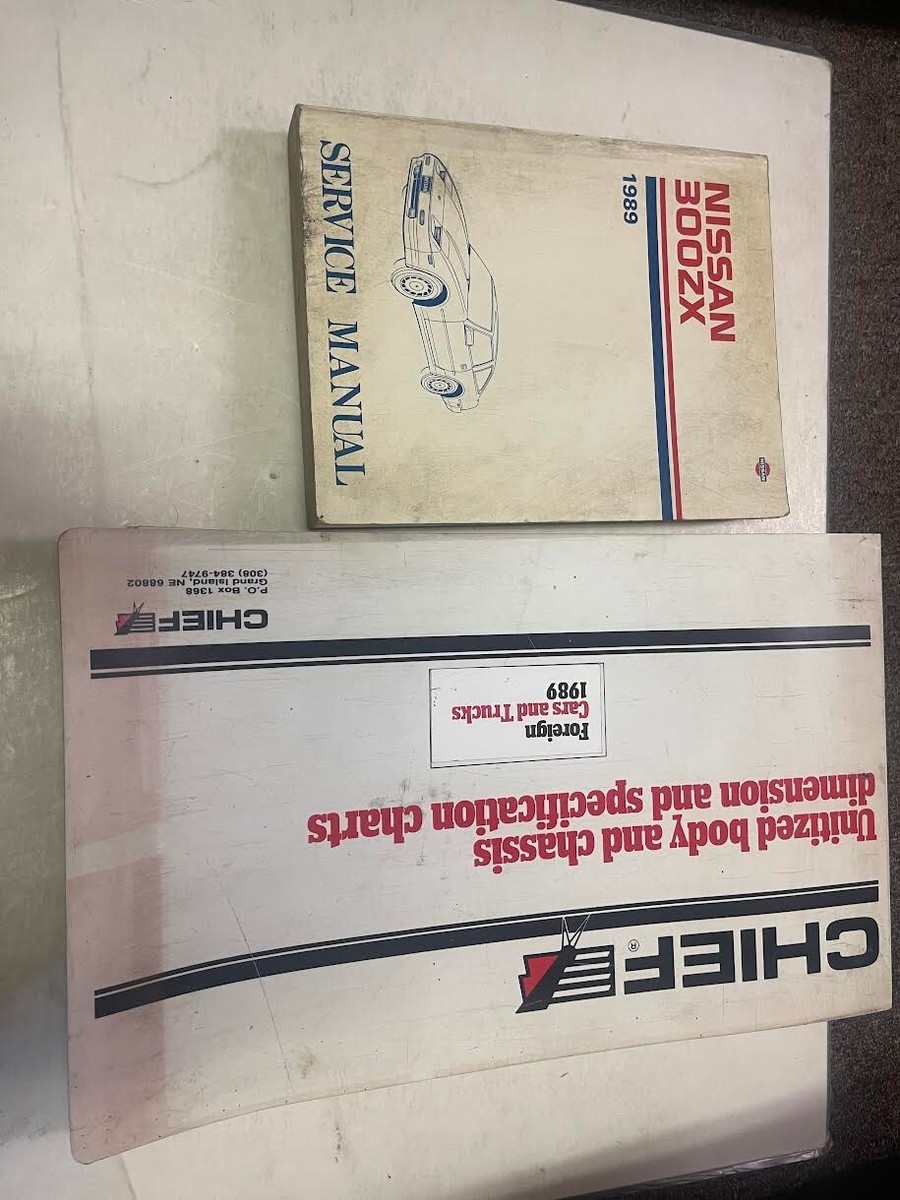 NISSAN
300ZX
1989
SERVICE MANUAL
NISSAN
CHIEF®
Unitized body and chassis
dimension and specification charts
Foreign
Cars and Trucks
1989
CHIEF
P.O. Box 1368
Grand Island, NE 68802
(308) 384-9747